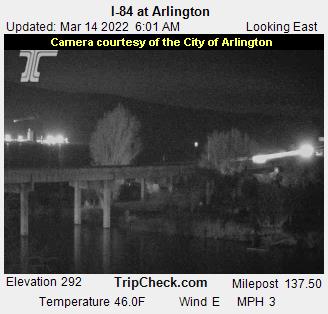 I-84 at Arlington
Updated: Mar 14 2022 6:01 AM Looking East
Camera courtesy of the City of Arlington
Elevation 292 TripCheck.com Milepost 137.50
Temperature 46.0F Wind E MPH 3